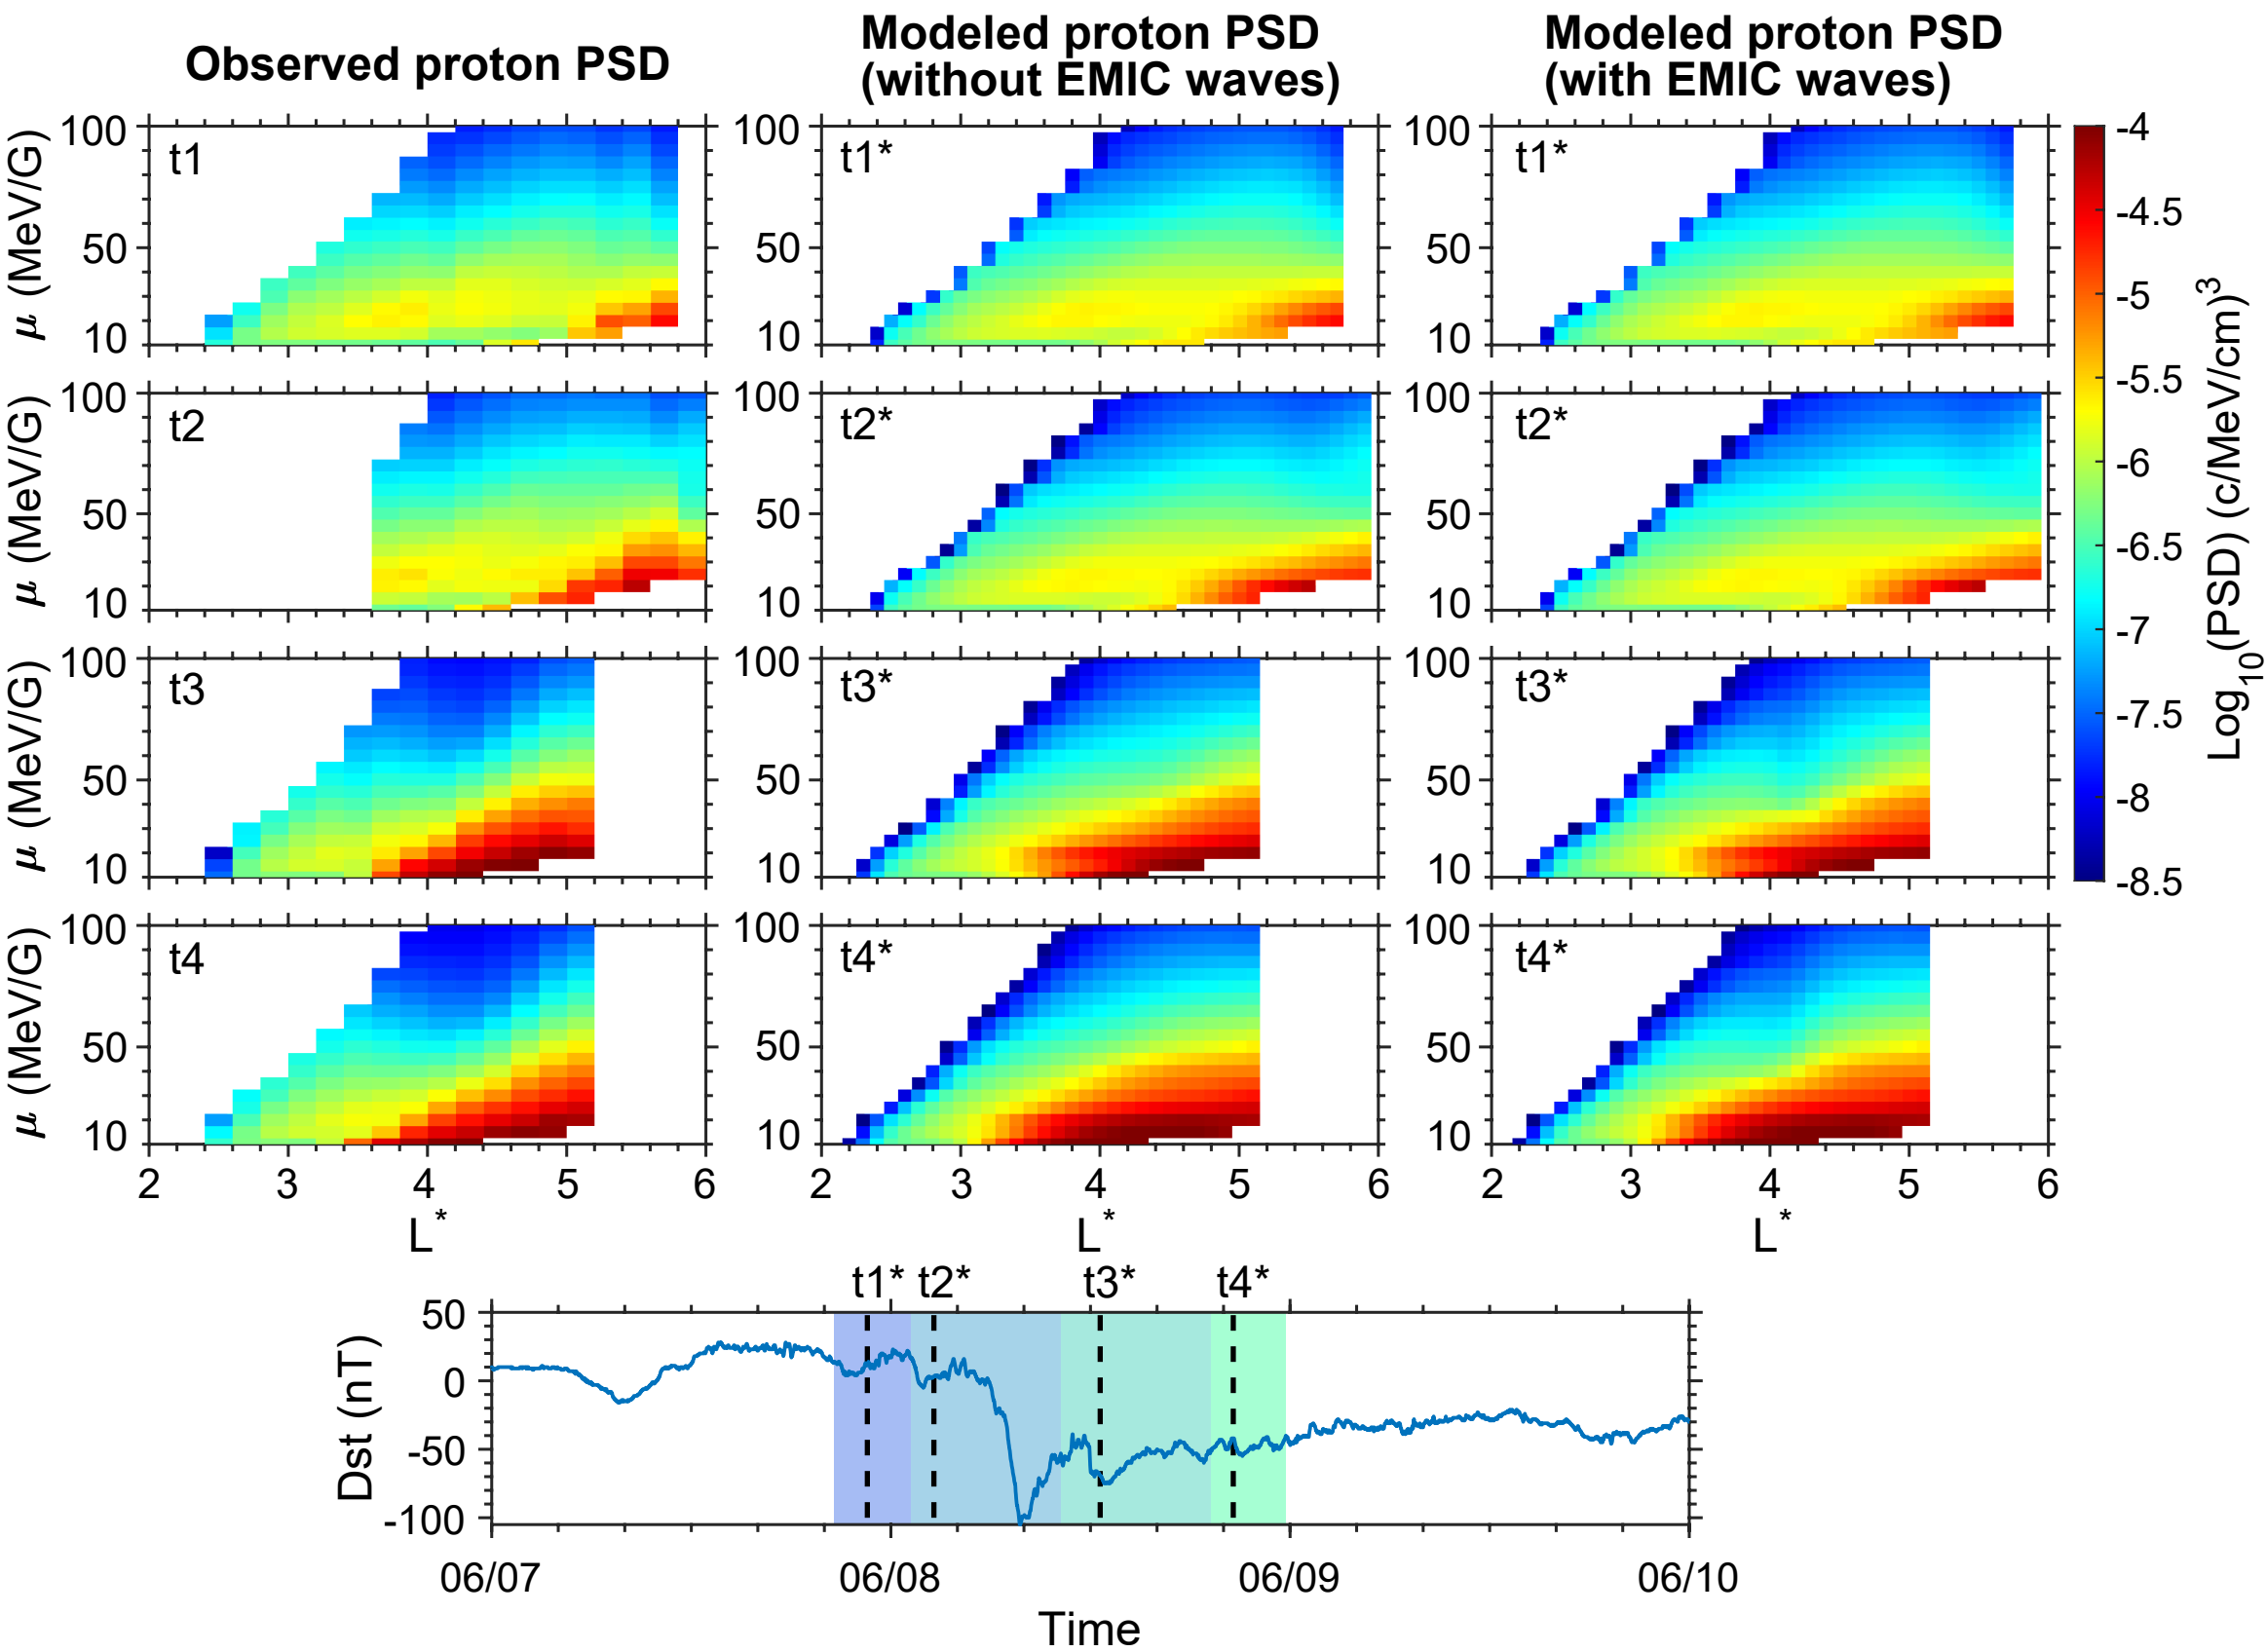 Observed proton PSD
Modeled proton PSD
(without EMIC waves)
Modeled proton PSD
(with EMIC waves)
μ (MeV/G)
100
50
10
t1
100
50
10
t1*
100
50
10
t1*
μ (MeV/G)
100
50
10
t2
100
50
10
t2*
100
50
10
t2*
μ (MeV/G)
100
50
10
t3
100
50
10
t3*
100
50
10
t3*
μ (MeV/G)
100
50
10
t4
100
50
10
t4*
100
50
10
t4*
2 3 4 5 6
2 3 4 5 6
2 3 4 5 6
L*
L*
L*
-4
-4.5
-5
-5.5
-6
-6.5
-7
-7.5
-8
-8.5
Log10(PSD) (c/MeV/cm)3
t1* t2* t3* t4*
Dst (nT)
50
0
-50
-100
06/07 06/08 06/09 06/10
Time